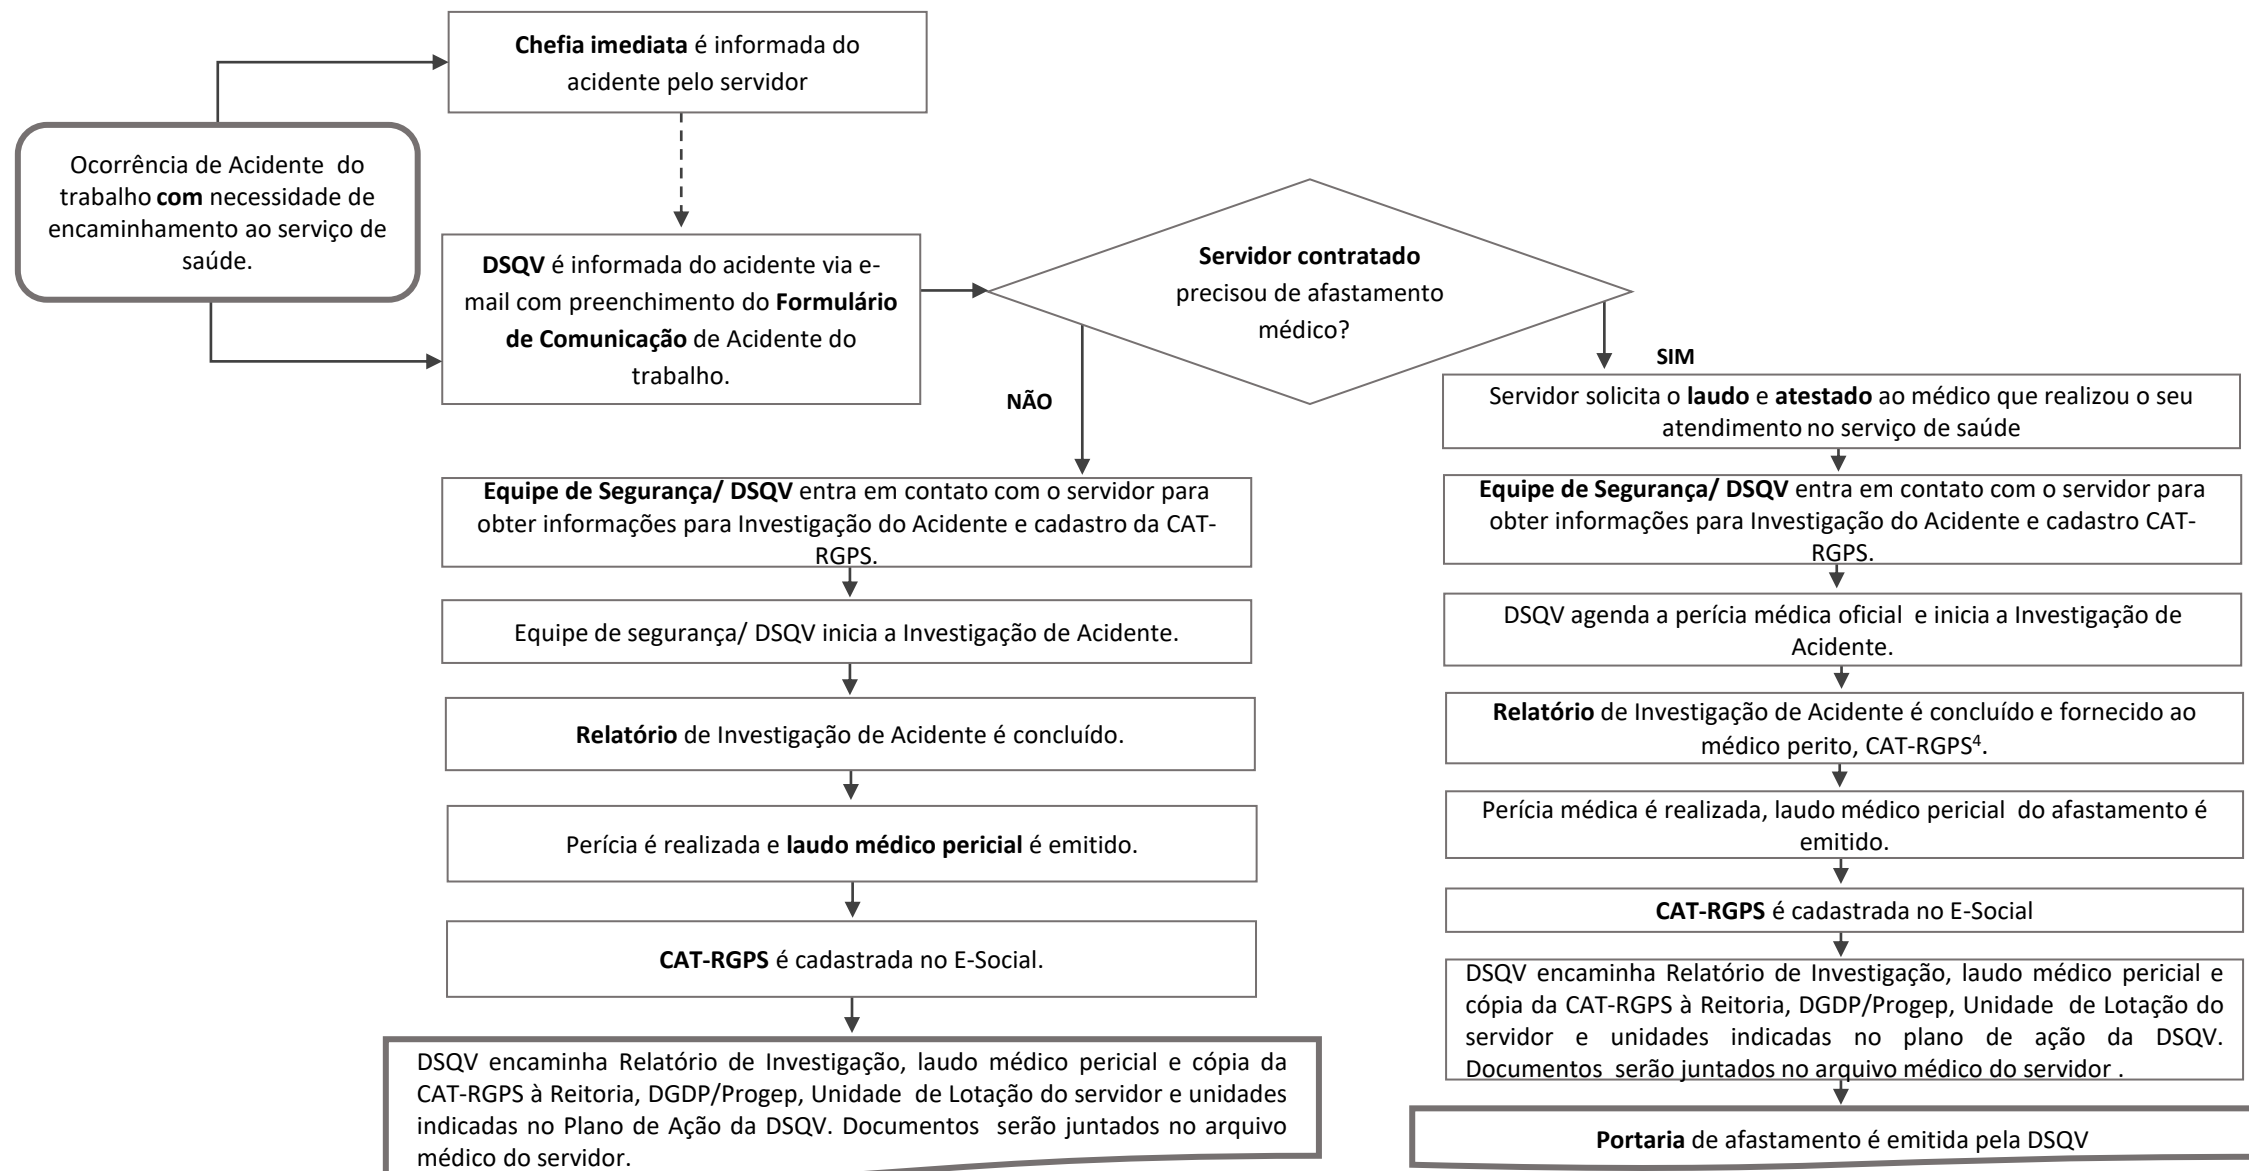 Chefia imediata é informada do
acidente pelo servidor
Ocorrência de Acidente do
trabalho com necessidade de
encaminhamento ao serviço de
saúde.
DSQV é informada do acidente via e-
mail com preenchimento do Formulário
de Comunicação de Acidente do
trabalho.
Servidor contratado
precisou de afastamento
médico?
NÃO
SIM
Equipe de Segurança/ DSQV entra em contato com o servidor para
obter informações para Investigação do Acidente e cadastro da CAT-
RGPS.
Equipe de segurança/ DSQV inicia a Investigação de Acidente.
Relatório de Investigação de Acidente é concluído.
Perícia é realizada e laudo médico pericial é emitido.
CAT-RGPS é cadastrada no E-Social.
DSQV encaminha Relatório de Investigação, laudo médico pericial e cópia da
CAT-RGPS à Reitoria, DGDP/Progep, Unidade de Lotação do servidor e unidades
indicadas no Plano de Ação da DSQV. Documentos serão juntados no arquivo
médico do servidor.
Servidor solicita o laudo e atestado ao médico que realizou o seu
atendimento no serviço de saúde
Equipe de Segurança/ DSQV entra em contato com o servidor para
obter informações para Investigação do Acidente e cadastro CAT-
RGPS.
DSQV agenda a perícia médica oficial e inicia a Investigação de
Acidente.
Relatório de Investigação de Acidente é concluído e fornecido ao
médico perito, CAT-RGPS⁴.
Perícia médica é realizada, laudo médico pericial do afastamento é
emitido.
CAT-RGPS é cadastrada no E-Social
DSQV encaminha Relatório de Investigação, laudo médico pericial e
cópia da CAT-RGPS à Reitoria, DGDP/Progep, Unidade de Lotação do
servidor e unidades indicadas no plano de ação da DSQV.
Documentos serão juntados no arquivo médico do servidor .
Portaria de afastamento é emitida pela DSQV